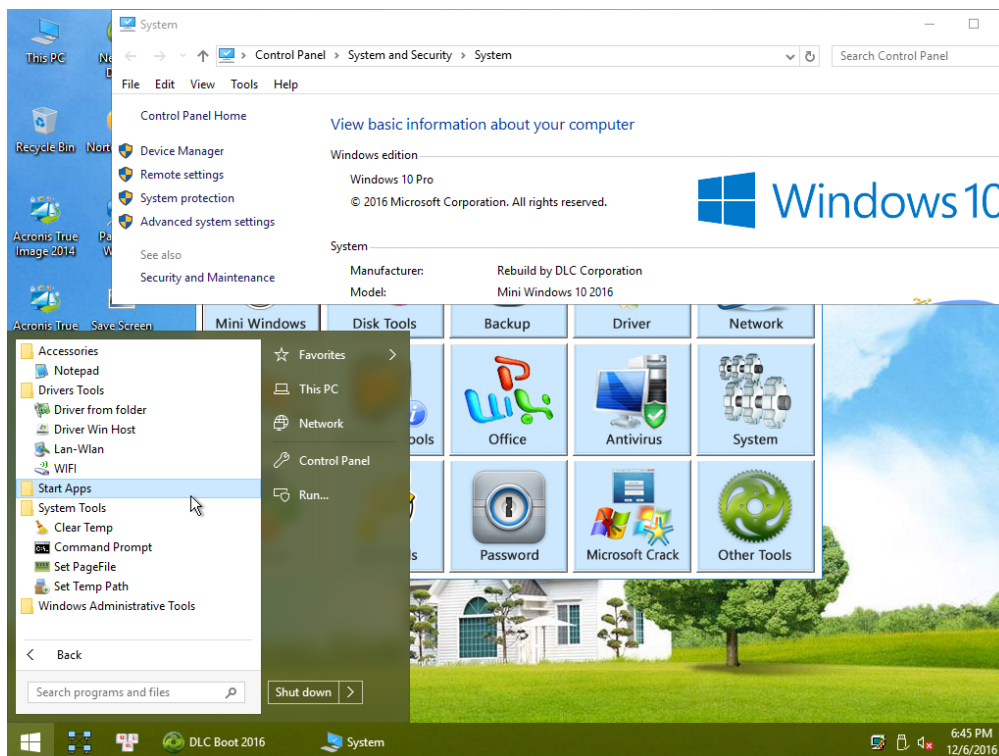 This PC
Recycle Bin
Acronis True
Image 2014
Acronis True
Save Screen
System
Control Panel > System and Security > System
Search Control Panel
File Edit View Tools Help
Control Panel Home
Device Manager
Remote settings
System protection
Advanced system settings
See also
Security and Maintenance
View basic information about your computer
Windows edition
Windows 10 Pro
© 2016 Microsoft Corporation. All rights reserved.
Windows 10
System
Manufacturer: Rebuild by DLC Corporation
Model: Mini Windows 10 2016
Mini Windows Disk Tools Backup Driver Network
Office Antivirus System
Password Microsoft Crack Other Tools
Accessories
Notepad
Drivers Tools
Driver from folder
Driver Win Host
Lan-Wlan
WIFI
Start Apps
System Tools
Clear Temp
Command Prompt
Set PageFile
Set Temp Path
Windows Administrative Tools
Back
Search programs and files
Favorites
This PC
Network
Control Panel
Run...
Shut down
DLC Boot 2016
System
6:45 PM
12/6/2016